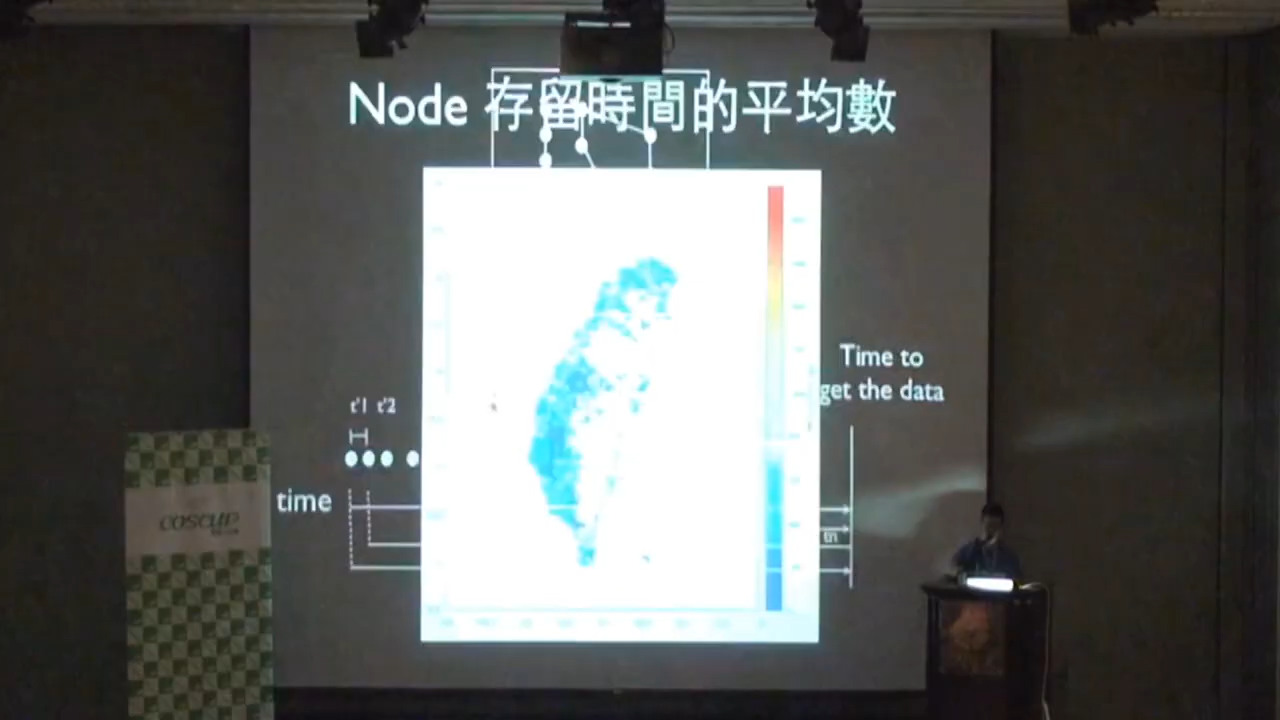 Node 存留時間的平均數
Time to
get the data
t'1 t'2
time
tn
COSCUP